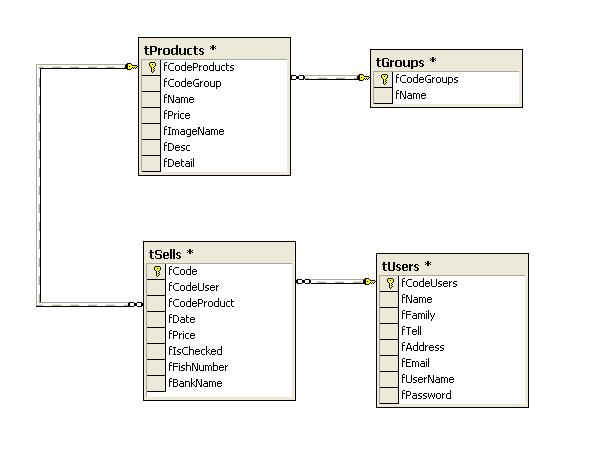 tProducts *
fCodeProducts
fCodeGroup
fName
fPrice
fImageName
fDesc
fDetail
tGroups *
fCodeGroups
fName
tSells *
fCode
fCodeUser
fCodeProduct
fDate
fPrice
fIsChecked
fFishNumber
fBankName
tUsers *
fCodeUsers
fName
fFamily
fTell
fAddress
fEmail
fUserName
fPassword